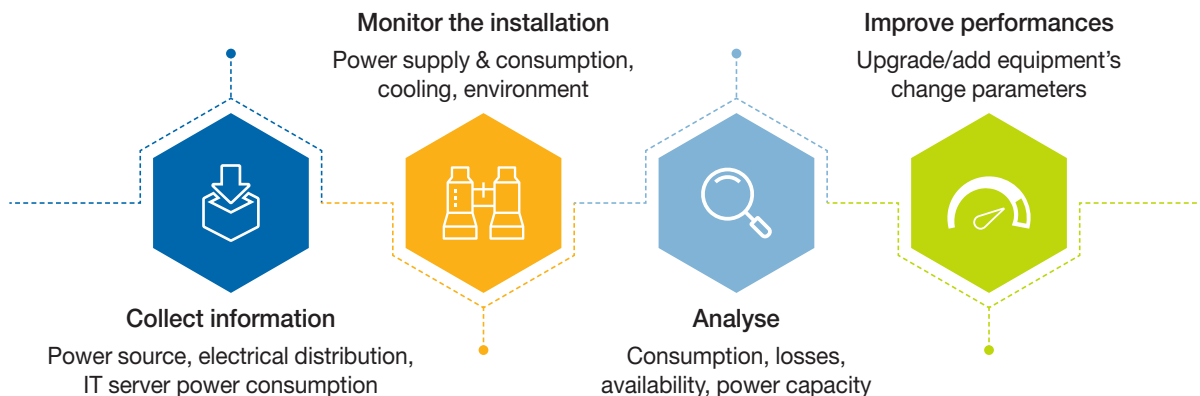 Collect information
Power source, electrical distribution,
IT server power consumption
Monitor the installation
Power supply & consumption,
cooling, environment
Analyse
Consumption, losses,
availability, power capacity
Improve performances
Upgrade/add equipment’s
change parameters